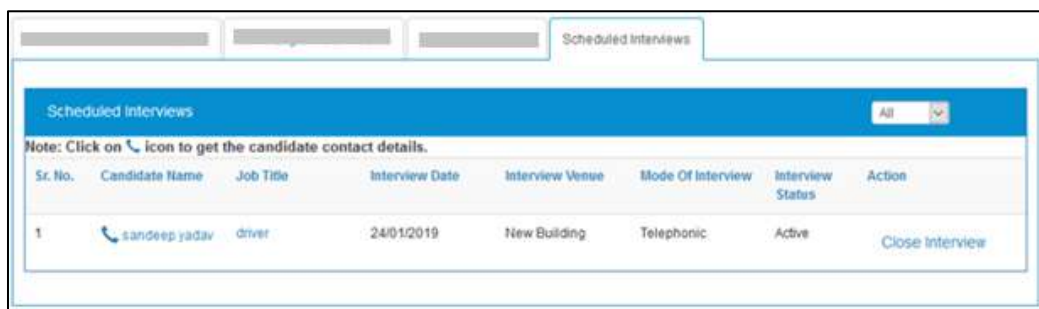 Scheduled Interviews
Scheduled Interviews All
Note: Click on icon to get the candidate contact details.
Sr. No. Candidate Name Job Title Interview Date Interview Venue Mode Of Interview Interview Status Action
1 sandeep yadav driver 24/01/2019 New Building Telephonic Active Close Interview